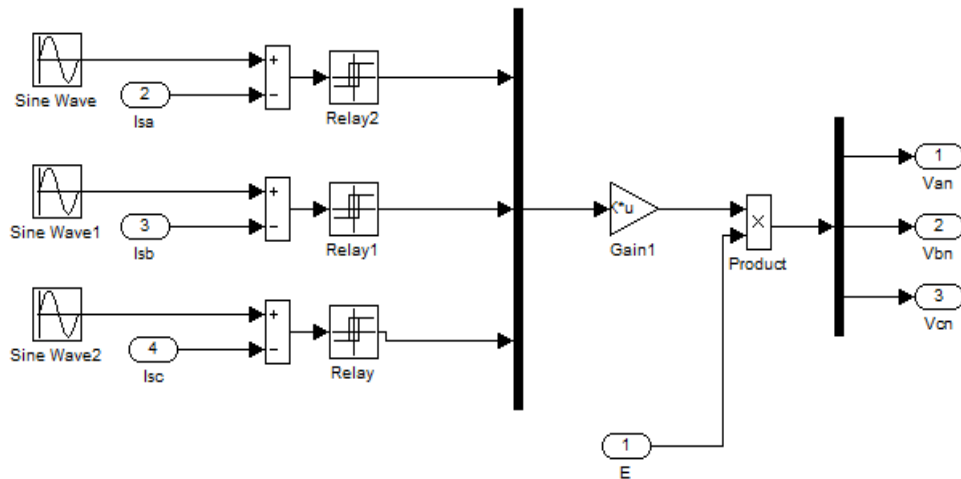 Sine Wave
2
Isa
+
−
Relay2
Sine Wave1
3
Isb
+
−
Relay1
Sine Wave2
4
Isc
+
−
Relay
K*u
Gain1
×
Product
1
E
1
Van
2
Vbn
3
Vcn